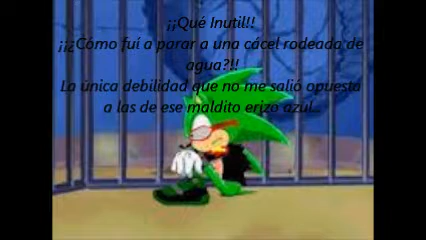 ¡¡Qué Inutil!!
¡¡¿Cómo fuí a parar a una cácel rodeada de
agua?!!
La única debilidad que no me salió opuesta
a las de ese maldito erizo azul...